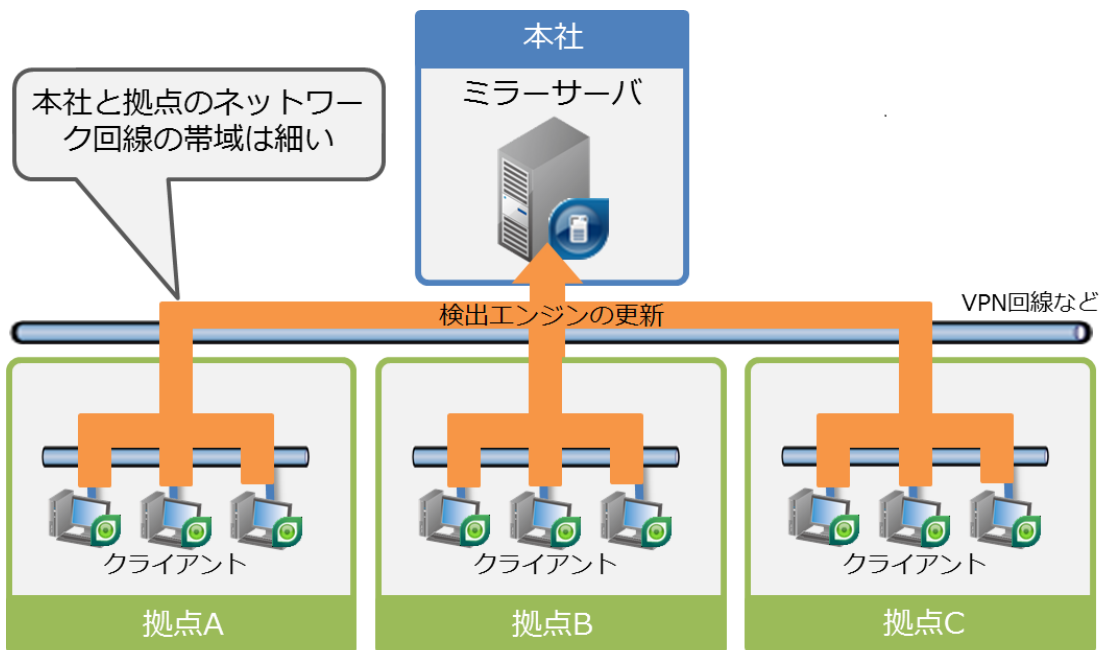 本社
ミラーサーバ
本社と拠点のネットワー
ク回線の帯域は細い
VPN回線など
検出エンジンの更新
クライアント
クライアント
クライアント
拠点A
拠点B
拠点C